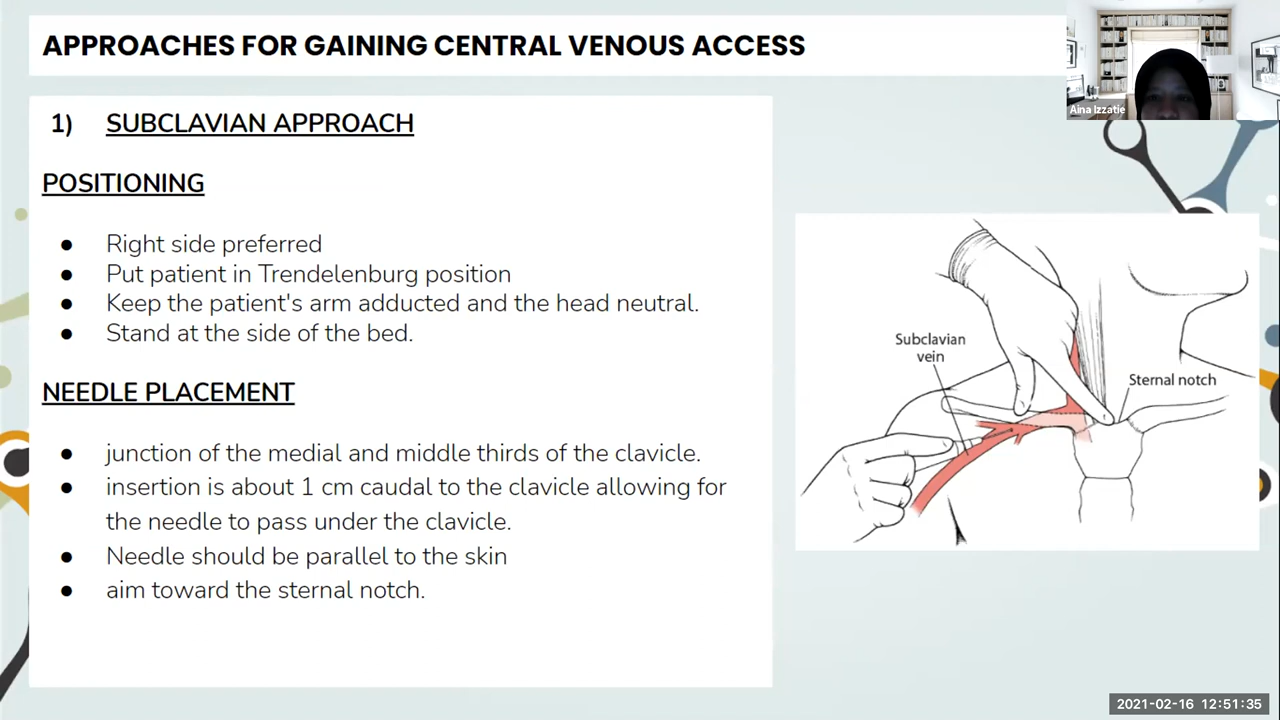 APPROACHES FOR GAINING CENTRAL VENOUS ACCESS
Aina Izzatie
1) SUBCLAVIAN APPROACH
POSITIONING
● Right side preferred
● Put patient in Trendelenburg position
● Keep the patient's arm adducted and the head neutral.
● Stand at the side of the bed.
NEEDLE PLACEMENT
● junction of the medial and middle thirds of the clavicle.
● insertion is about 1 cm caudal to the clavicle allowing for
the needle to pass under the clavicle.
● Needle should be parallel to the skin
● aim toward the sternal notch.
Subclavian
vein
Sternal notch
2021-02-16 12:51:35